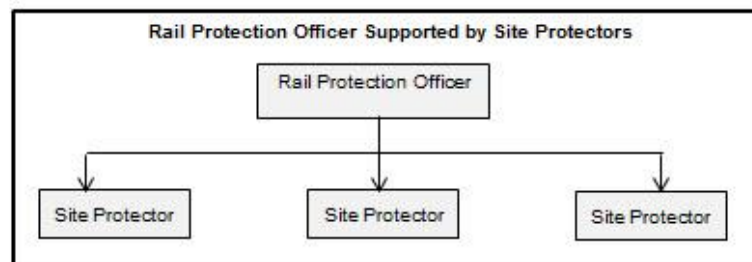 Rail Protection Officer Supported by Site Protectors
Rail Protection Officer
Site Protector
Site Protector
Site Protector